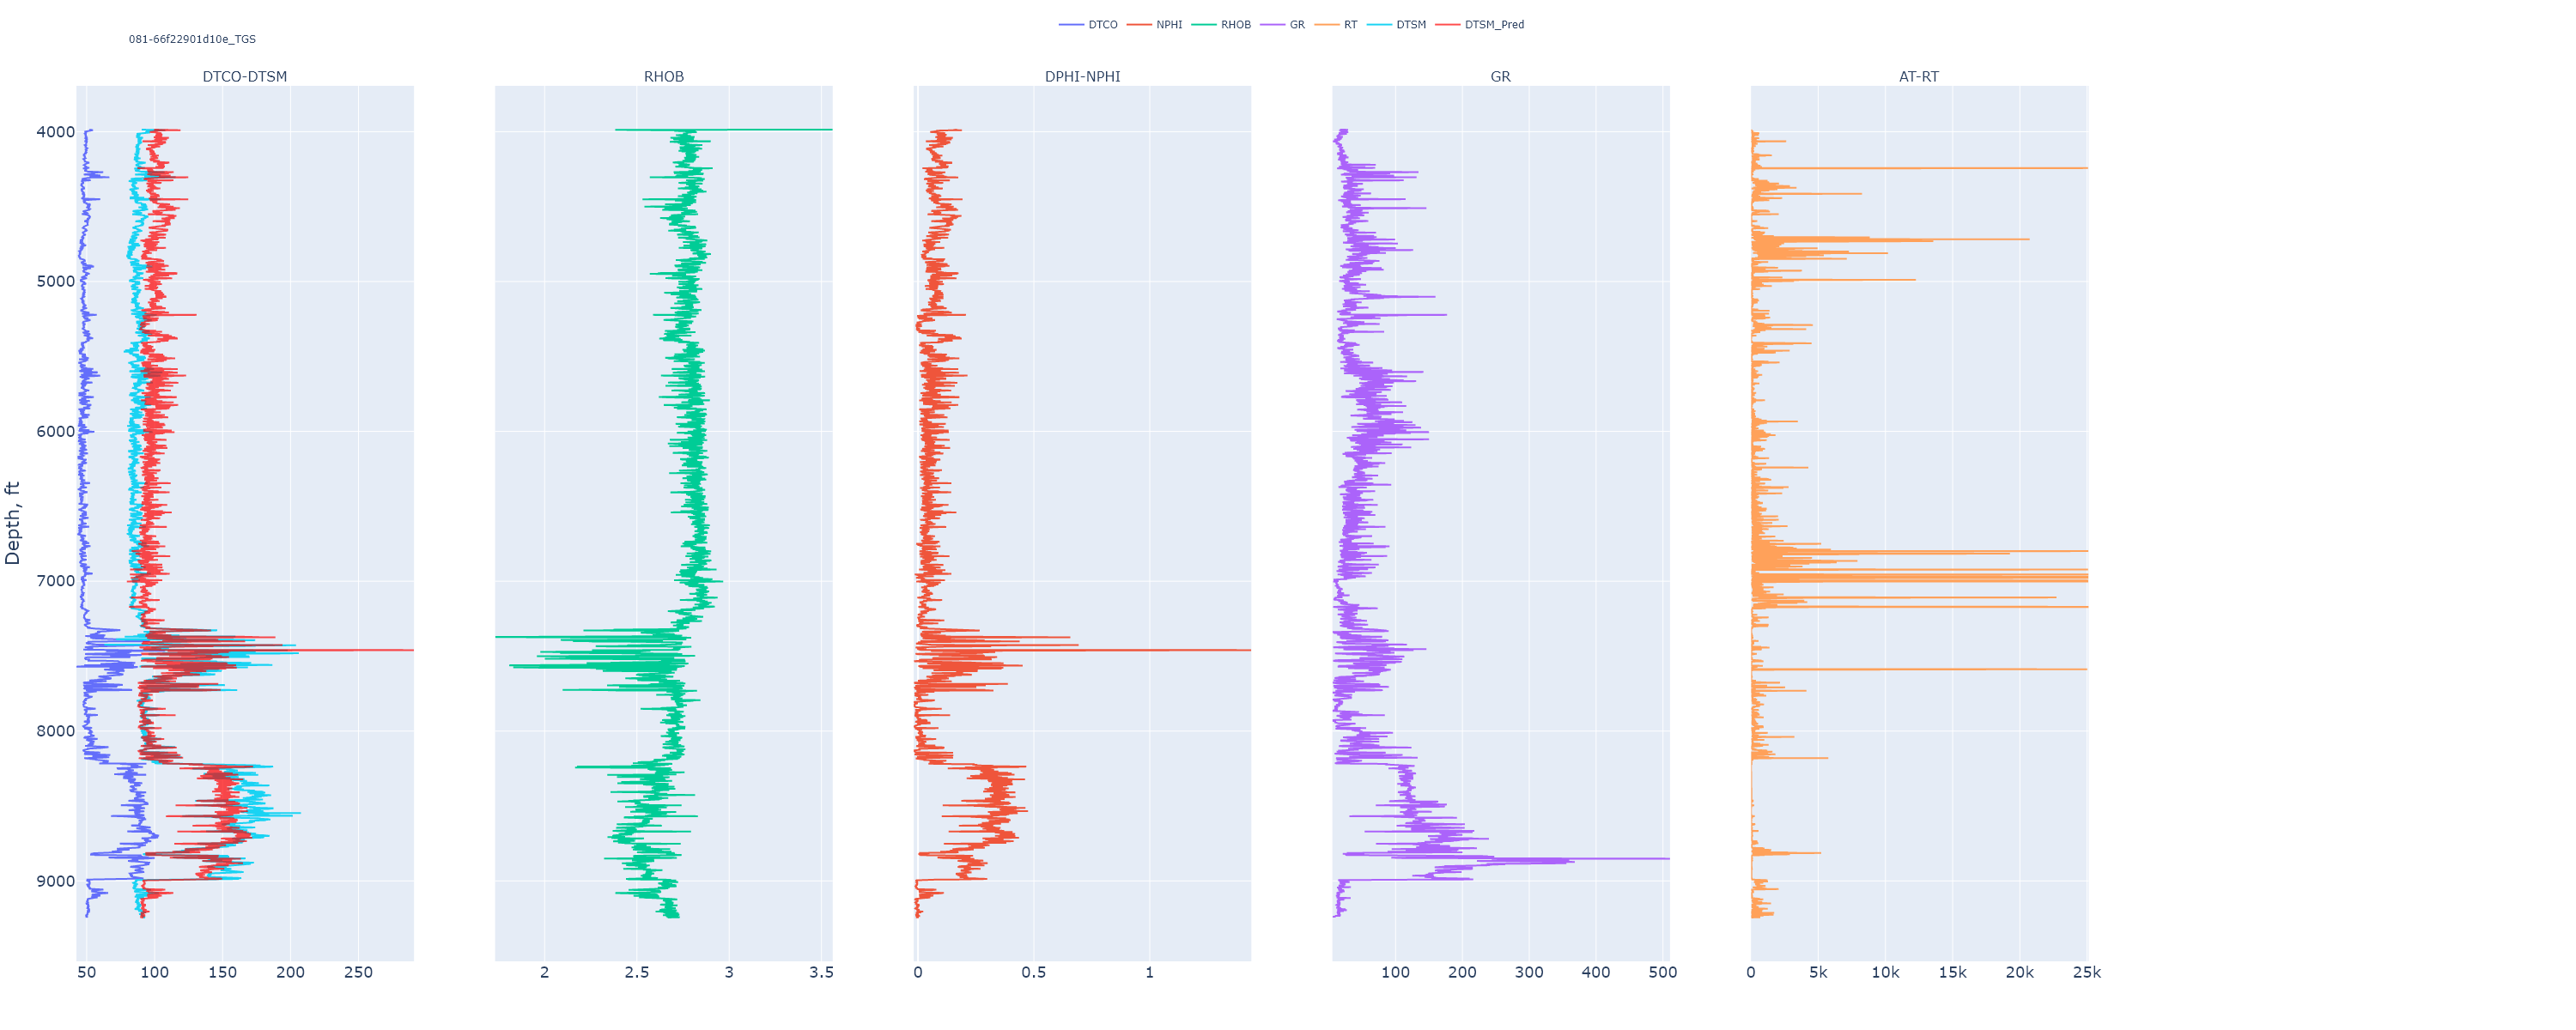 DTCO NPHI RHOB GR RT DTSM DTSM_Pred
081-66f22901d10e_TGS
DTCO-DTSM RHOB DPHI-NPHI GR AT-RT
4000
5000
6000
Depth, ft
7000
8000
9000
50 100 150 200 250 2 2.5 3 3.5 0 0.5 1 100 200 300 400 500 0 5k 10k 15k 20k 25k